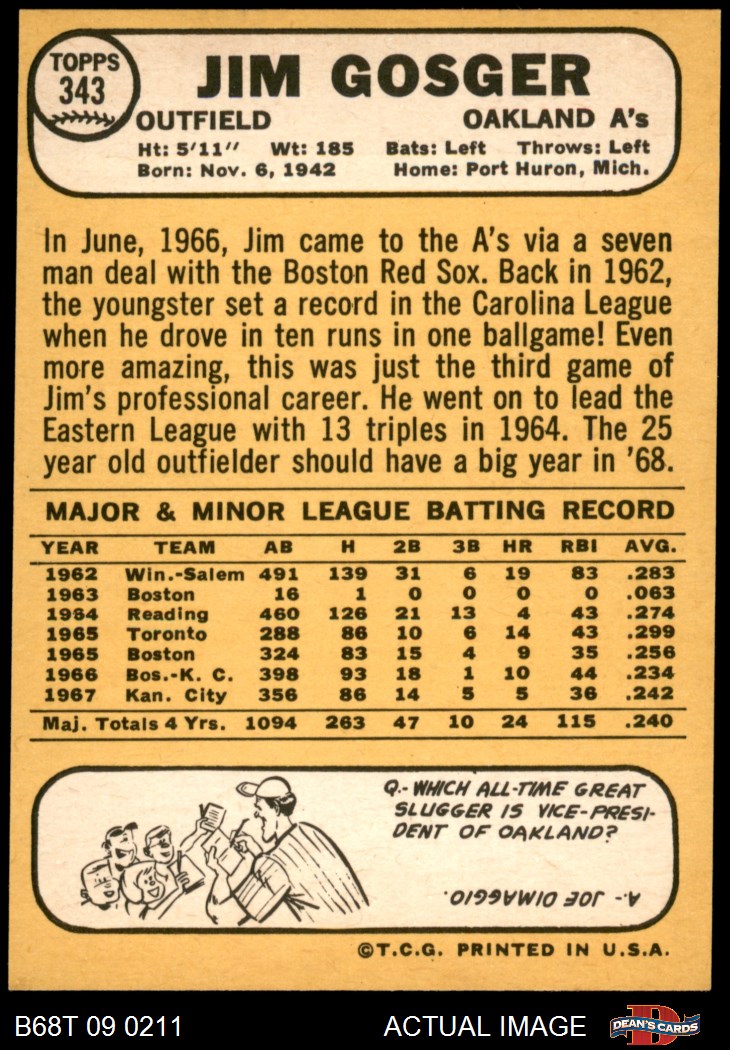 TOPPS
343
JIM GOSGER
OUTFIELD OAKLAND A's
Ht: 5'11" Wt: 185 Bats: Left Throws: Left
Born: Nov. 6, 1942 Home: Port Huron, Mich.
In June, 1966, Jim came to the A's via a seven
man deal with the Boston Red Sox. Back in 1962,
the youngster set a record in the Carolina League
when he drove in ten runs in one ballgame! Even
more amazing, this was just the third game of
Jim's professional career. He went on to lead the
Eastern League with 13 triples in 1964. The 25
year old outfielder should have a big year in '68.
MAJOR & MINOR LEAGUE BATTING RECORD
YEAR TEAM AB H 2B 3B HR RBI AVG.
1962 Win.-Salem 491 139 31 6 19 83 .283
1963 Boston 16 1 0 0 0 0 .063
1964 Reading 460 126 21 13 4 43 .274
1965 Toronto 288 86 10 6 14 43 .299
1965 Boston 324 83 15 4 9 35 .256
1966 Bos.-K. C. 398 93 18 1 10 44 .234
1967 Kan. City 356 86 14 5 5 36 .242
Maj. Totals 4 Yrs. 1094 263 47 10 24 115 .240
Q.- WHICH ALL-TIME GREAT
SLUGGER IS VICE-PRESI-
DENT OF OAKLAND?
A.- JOE DIMAGGIO.
©T.C.G. PRINTED IN U.S.A.
B68T 09 0211 ACTUAL IMAGE D DEAN'S CARDS